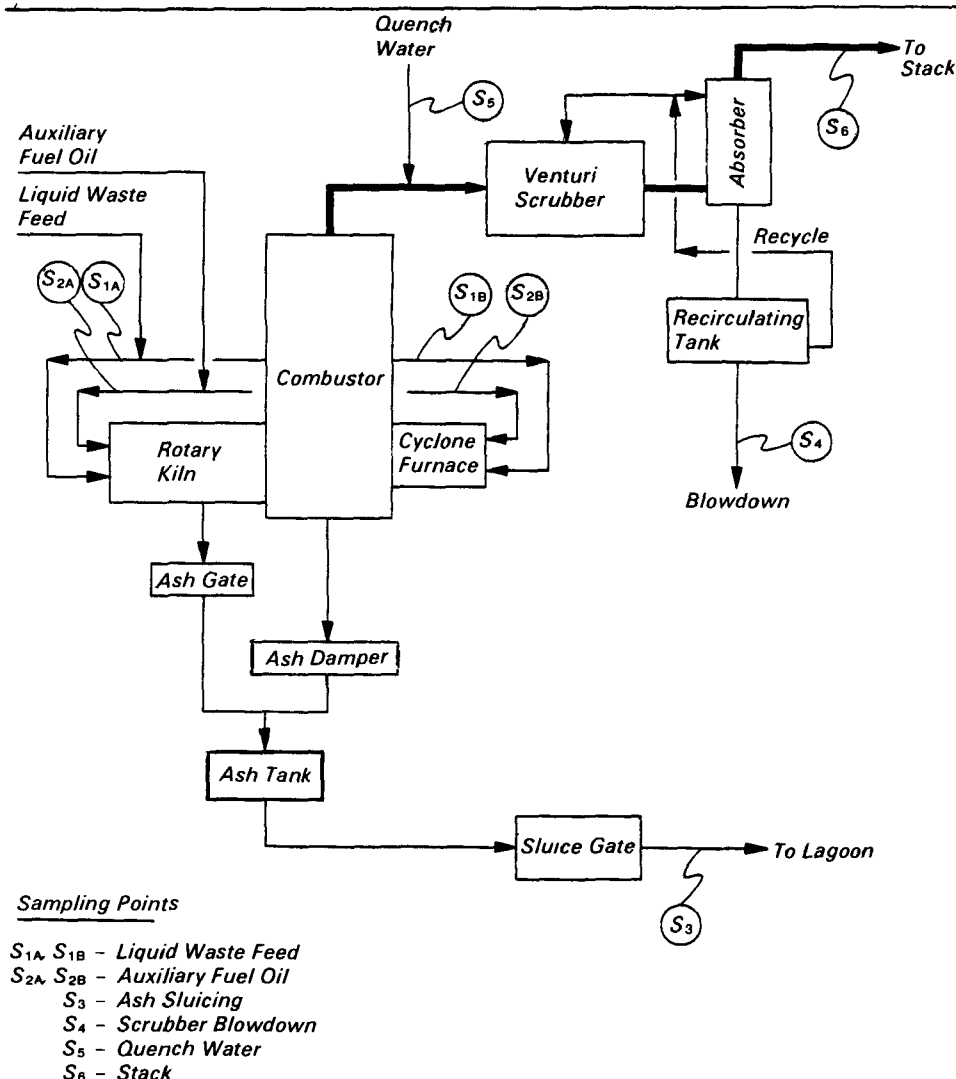 Quench
Water
To
Stack
S5
S6
Absorber
Auxiliary
Fuel Oil
Liquid Waste
Feed
Venturi
Scrubber
Recycle
S2A
S1A
S1B
S2B
Recirculating
Tank
Combustor
Rotary
Kiln
Cyclone
Furnace
S4
Blowdown
Ash Gate
Ash Damper
Ash Tank
Sluice Gate
To Lagoon
S3
Sampling Points
S1A, S1B - Liquid Waste Feed
S2A, S2B - Auxiliary Fuel Oil
S3 - Ash Sluicing
S4 - Scrubber Blowdown
S5 - Quench Water
S6 - Stack